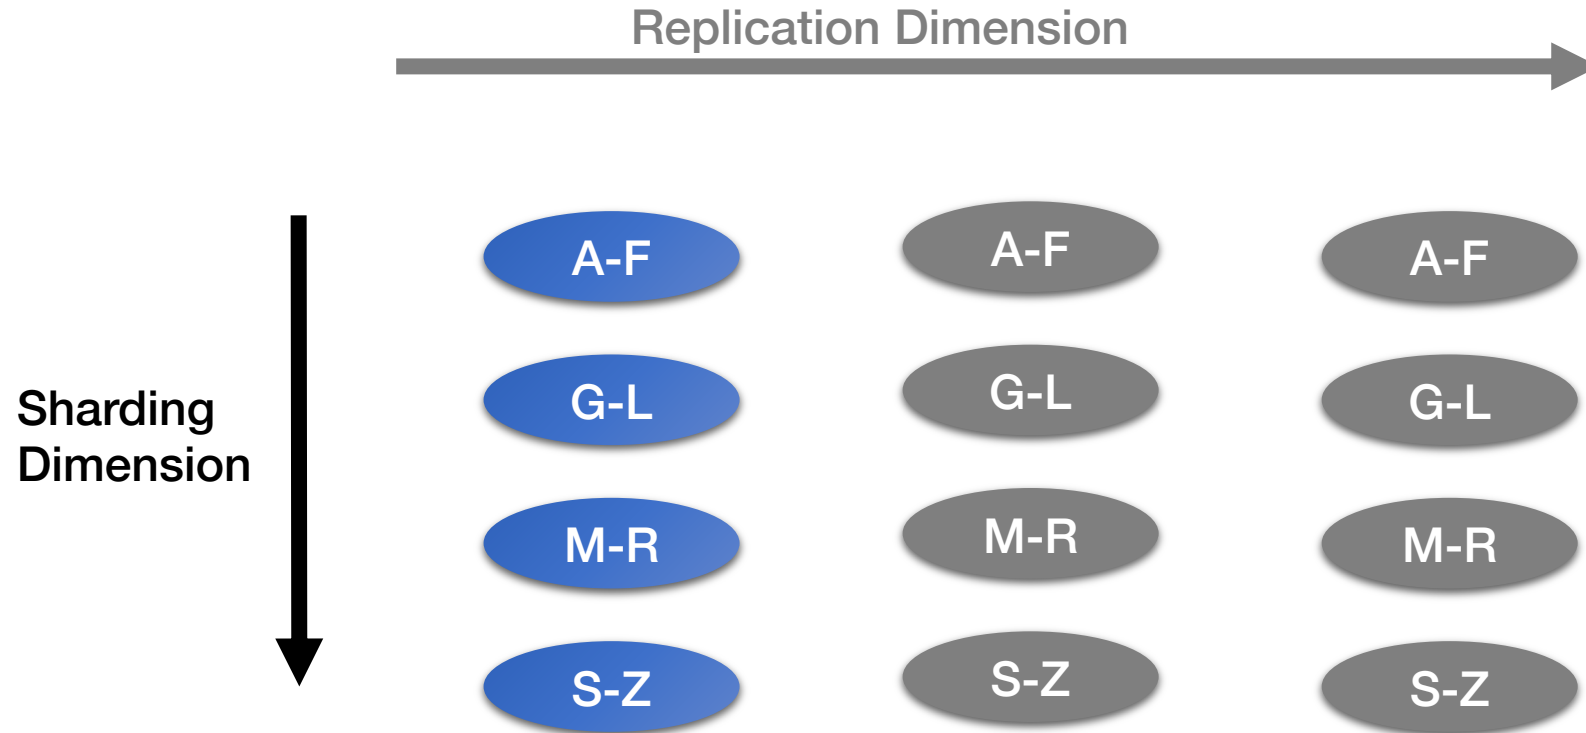 Replication Dimension
A-F
A-F
A-F
Sharding
Dimension
G-L
G-L
G-L
M-R
M-R
M-R
S-Z
S-Z
S-Z